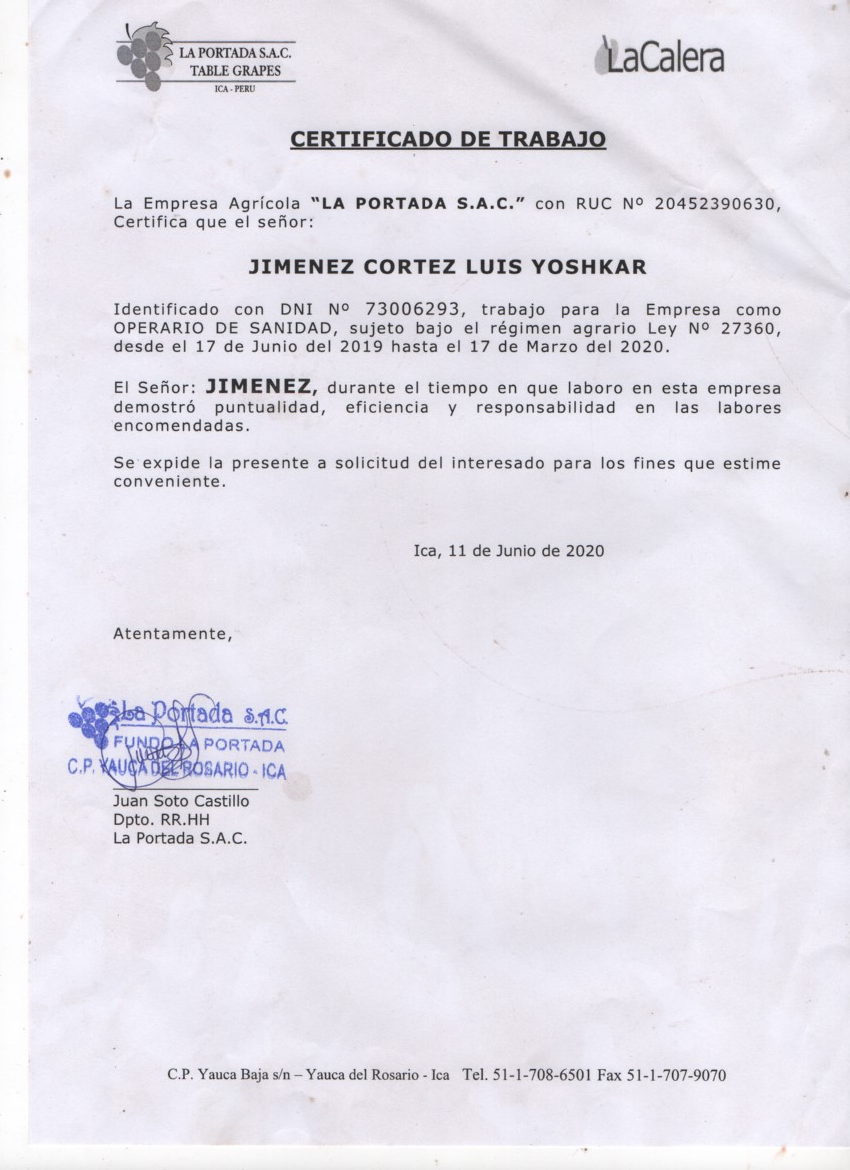 LA PORTADA S.A.C.
TABLE GRAPES
ICA - PERU
LaCalera
CERTIFICADO DE TRABAJO
La Empresa Agrícola “LA PORTADA S.A.C.” con RUC Nº 20452390630,
Certifica que el señor:
JIMENEZ CORTEZ LUIS YOSHKAR
Identificado con DNI Nº 73006293, trabajo para la Empresa como
OPERARIO DE SANIDAD, sujeto bajo el régimen agrario Ley Nº 27360,
desde el 17 de Junio del 2019 hasta el 17 de Marzo del 2020.
El Señor: JIMENEZ, durante el tiempo en que laboro en esta empresa
demostró puntualidad, eficiencia y responsabilidad en las labores
encomendadas.
Se expide la presente a solicitud del interesado para los fines que estime
conveniente.
Ica, 11 de Junio de 2020
Atentamente,
La Portada S.A.C.
FUNDO LA PORTADA
C.P. YAUCA DEL ROSARIO - ICA
Juan Soto Castillo
Dpto. RR.HH
La Portada S.A.C.
C.P. Yauca Baja s/n – Yauca del Rosario - Ica Tel. 51-1-708-6501 Fax 51-1-707-9070